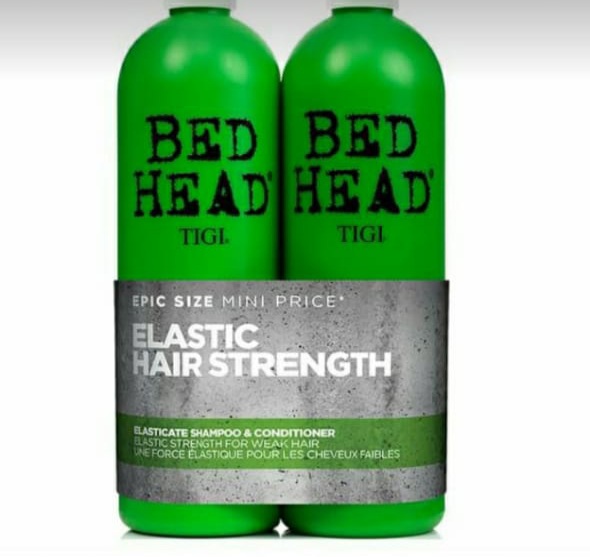 BED
HEAD®
TIGI®
BED
HEAD®
TIGI
EPIC SIZE MINI PRICE*
ELASTIC
HAIR STRENGTH
ELASTICATE SHAMPOO & CONDITIONER
ELASTIC STRENGTH FOR WEAK HAIR
UNE FORCE ÉLASTIQUE POUR LES CHEVEUX FAIBLES